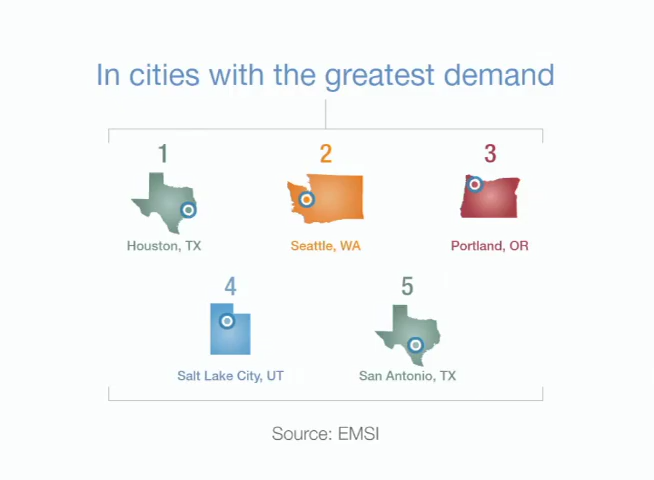 In cities with the greatest demand
1
2
3
Houston, TX
Seattle, WA
Portland, OR
4
5
Salt Lake City, UT
San Antonio, TX
Source: EMSI